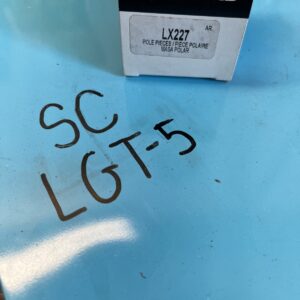 AR.
LX227
POLE PIECES / PIECE POLAIRE
MASA POLAR
SC
LGT-5